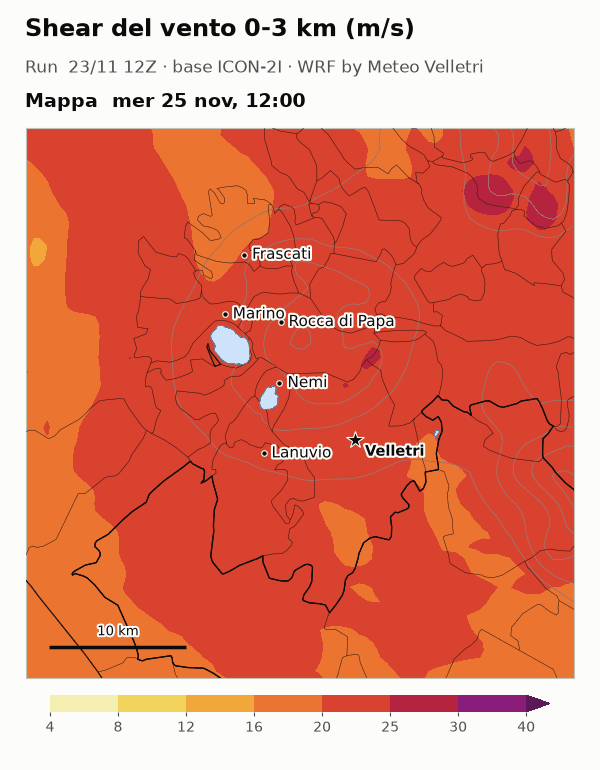 Shear del vento 0-3 km (m/s)
Run  23/11 12Z · base ICON-2I · WRF by Meteo Velletri
Mappa  mer 25 nov, 12:00
Frascati
Marino
Rocca di Papa
Nemi
Velletri
Lanuvio
10 km
4 8 12 16 20 25 30 40